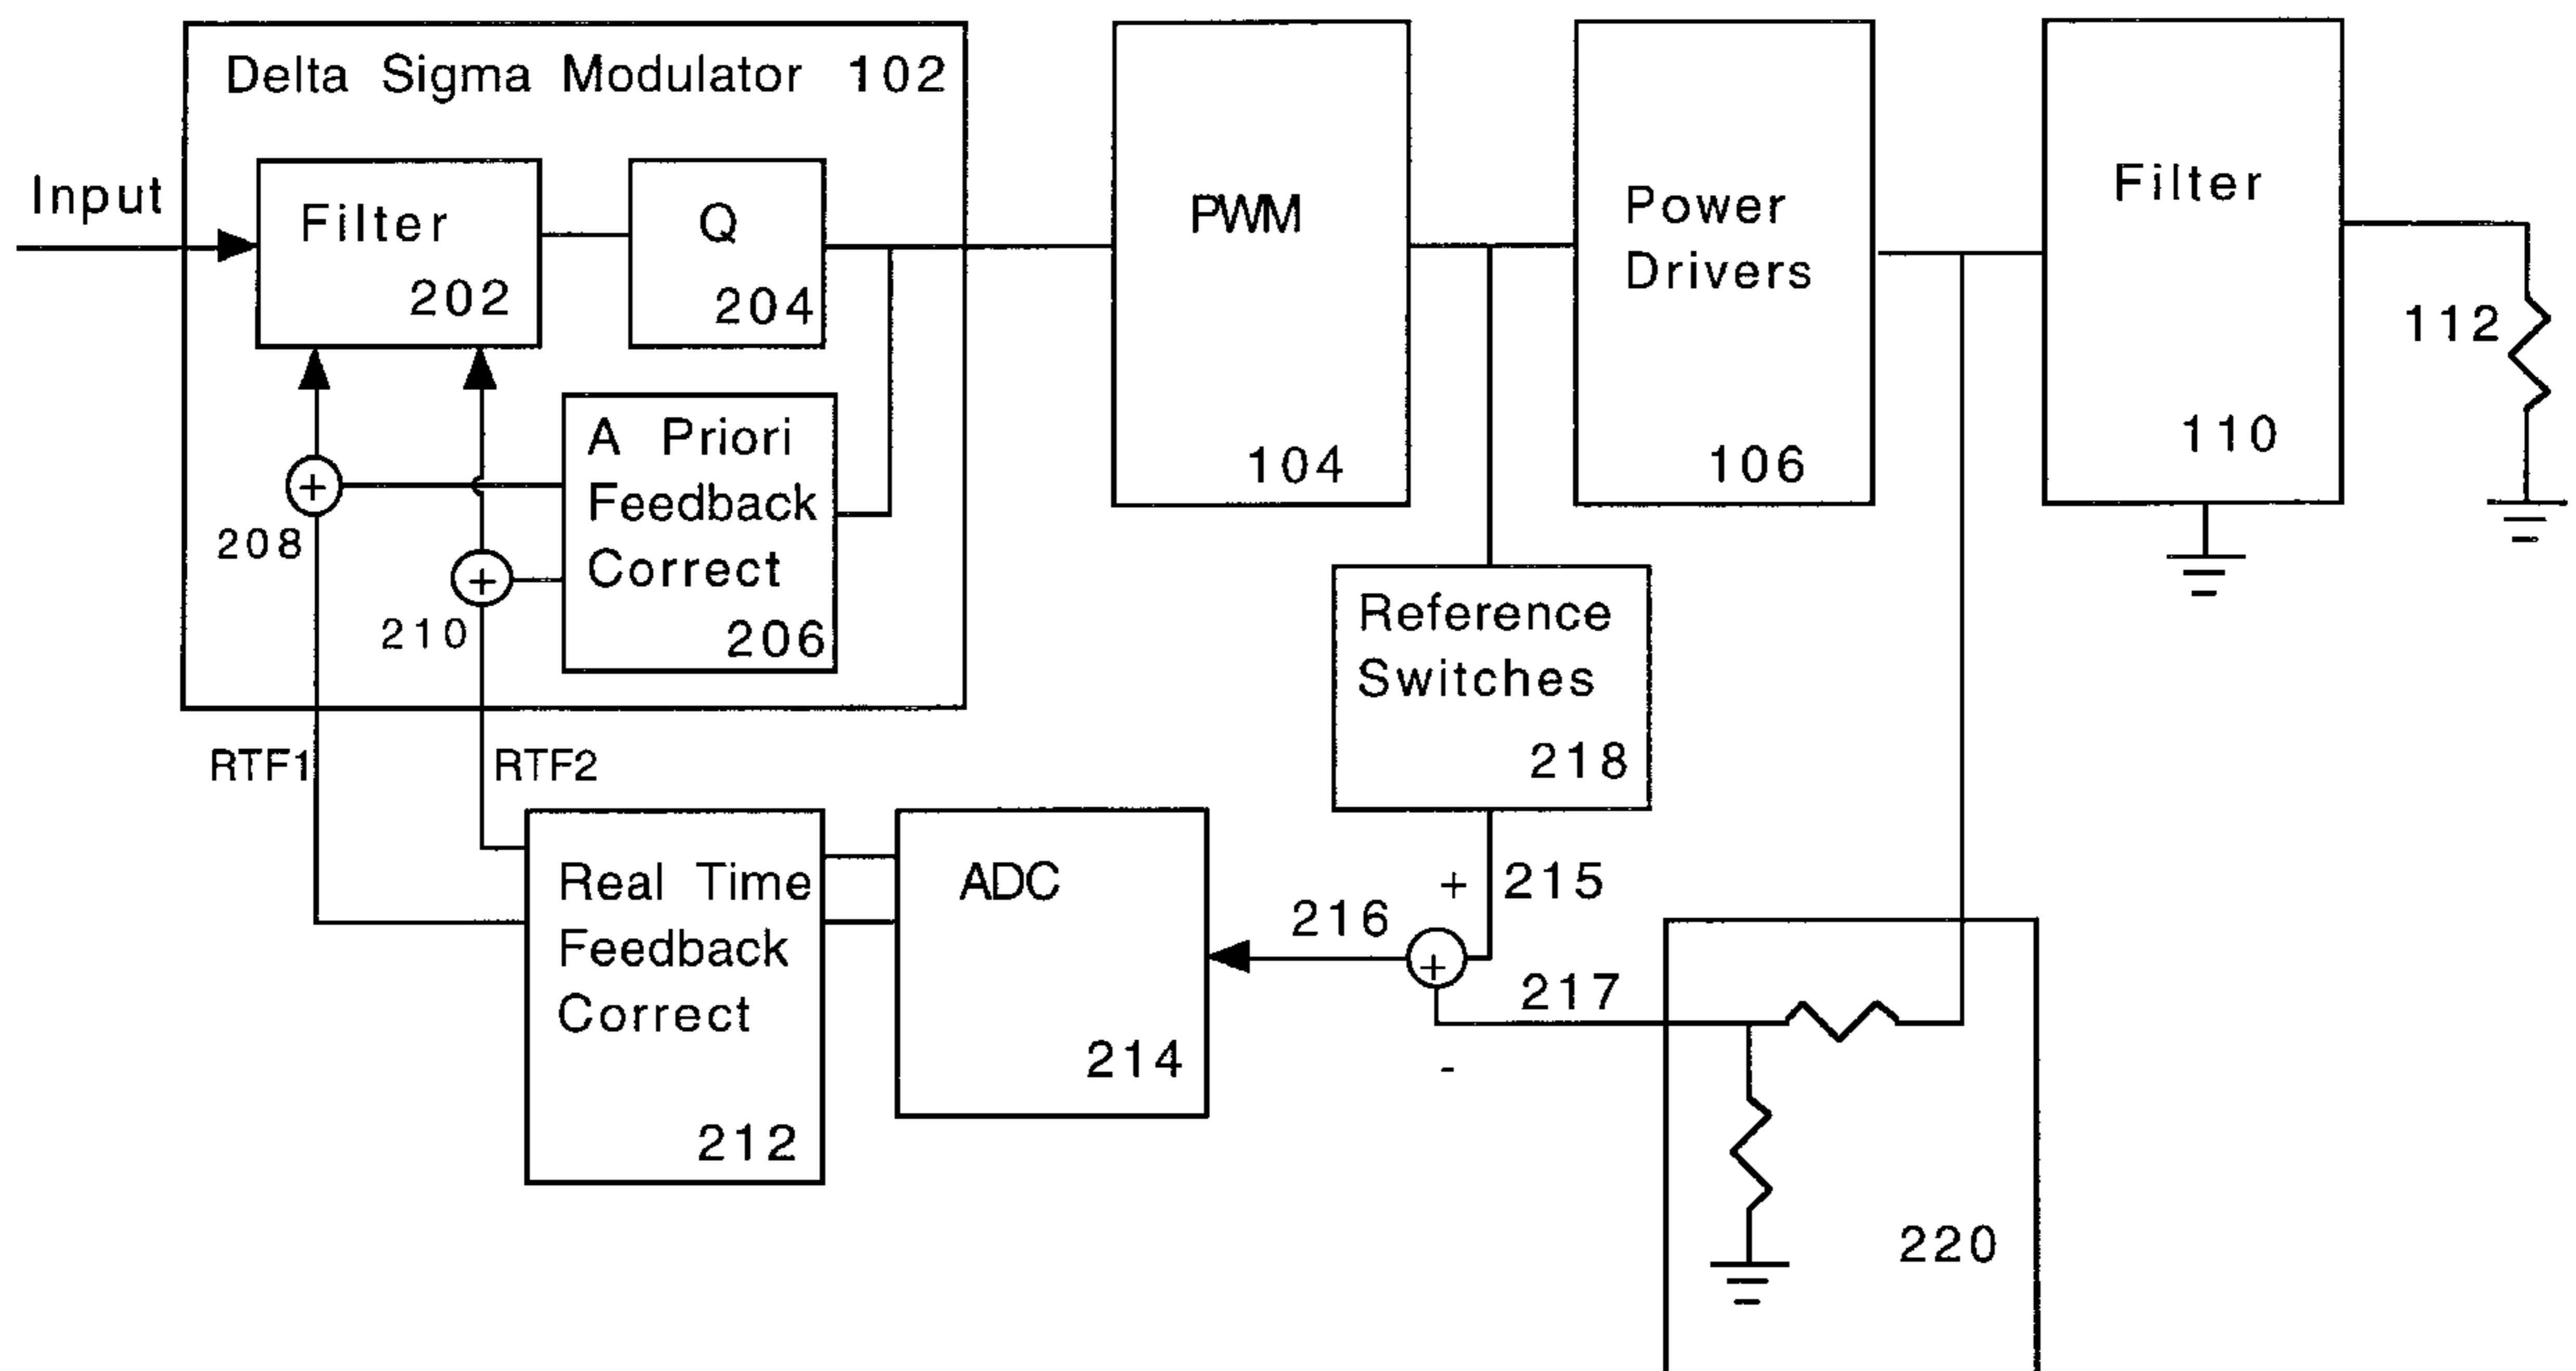 Delta Sigma Modulator 102
Input
Filter
202
Q
204
A Priori
Feedback
Correct
206
+
208
+
210
PWM
104
Power
Drivers
106
Filter
110
112
Reference
Switches
218
RTF1
RTF2
Real Time
Feedback
Correct
212
ADC
214
216
+
215
+
217
-
220